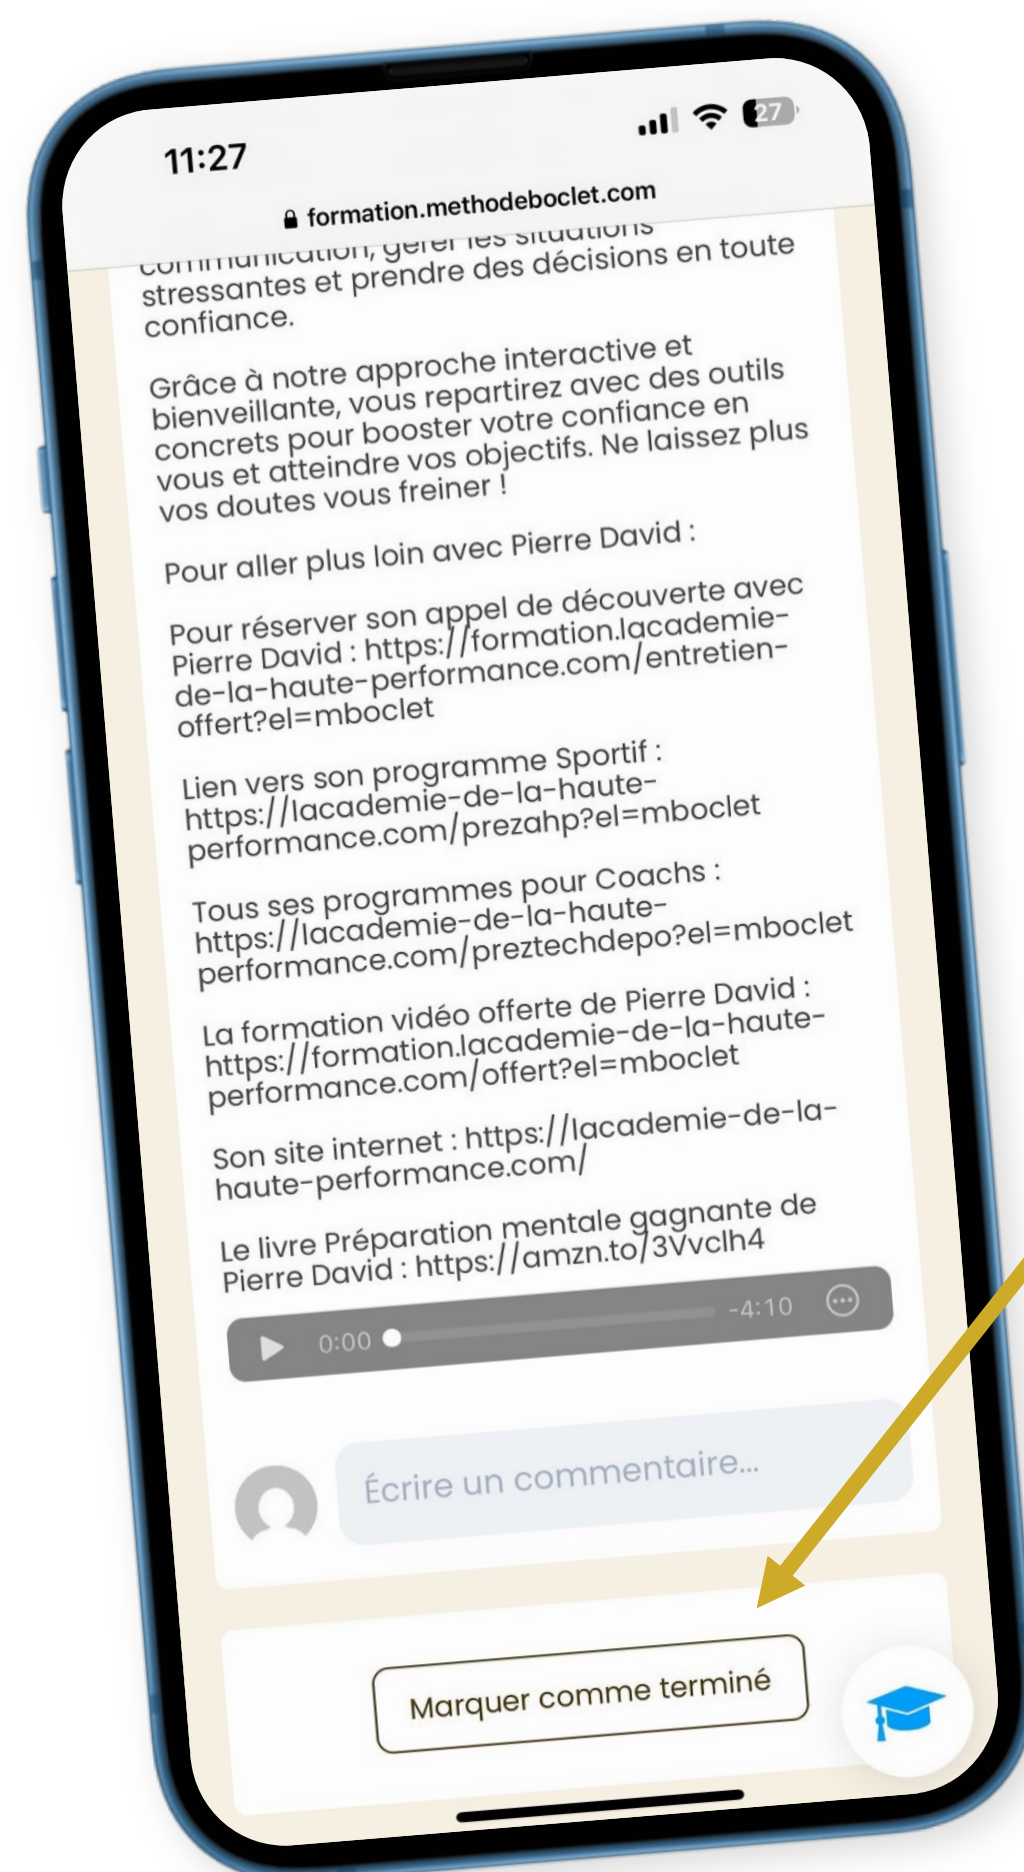 11:27
27
formation.methodeboclet.com
communication, gérer les situations
stressantes et prendre des décisions en toute
confiance.
Grâce à notre approche interactive et
bienveillante, vous repartirez avec des outils
concrets pour booster votre confiance en
vous et atteindre vos objectifs. Ne laissez plus
vos doutes vous freiner !
Pour aller plus loin avec Pierre David :
Pour réserver son appel de découverte avec
Pierre David : https://formation.lacademie-
de-la-haute-performance.com/entretien-
offert?el=mboclet
Lien vers son programme Sportif :
https://lacademie-de-la-haute-
performance.com/prezahp?el=mboclet
Tous ses programmes pour Coachs :
https://lacademie-de-la-haute-
performance.com/preztechdepo?el=mboclet
La formation vidéo offerte de Pierre David :
https://formation.lacademie-de-la-haute-
performance.com/offert?el=mboclet
Son site internet : https://lacademie-de-la-
haute-performance.com/
Le livre Préparation mentale gagnante de
Pierre David : https://amzn.to/3Vvclh4
0:00
-4:10
Écrire un commentaire...
Marquer comme terminé